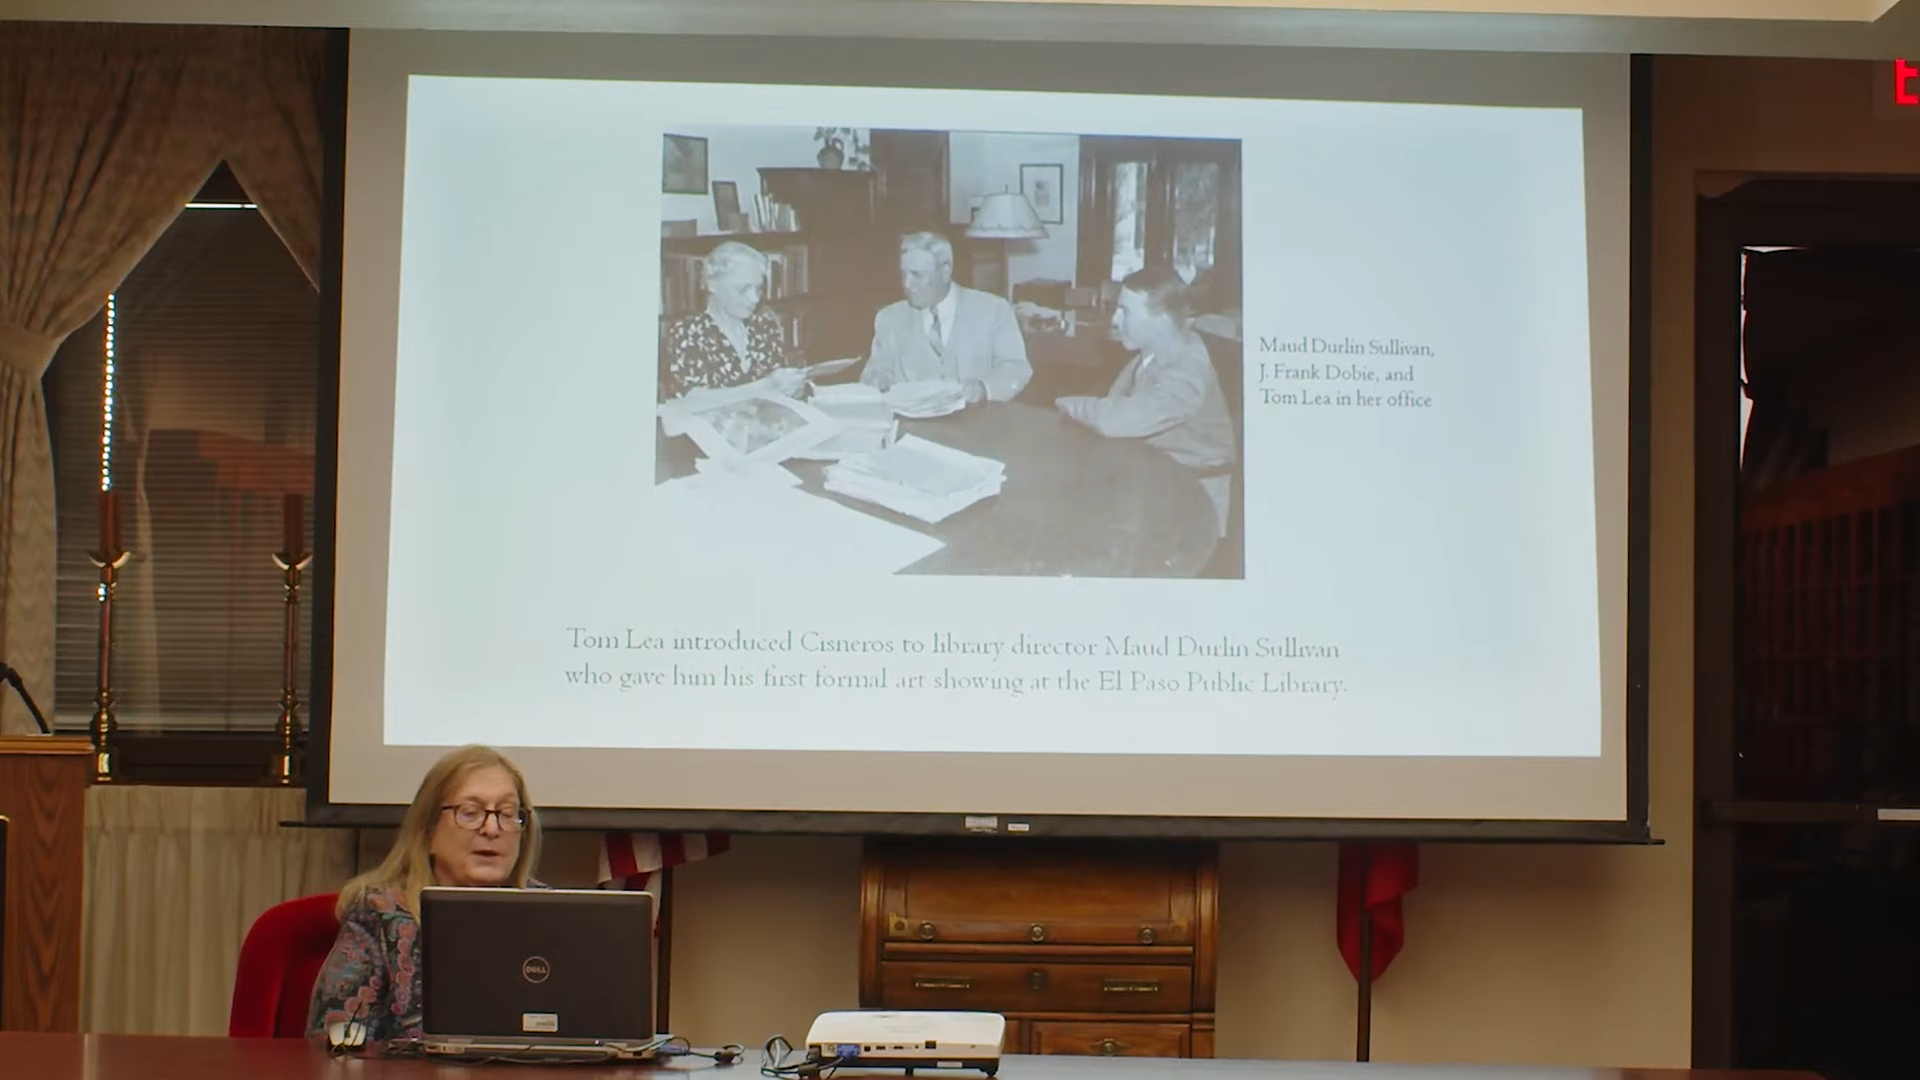 E
Maud Durlin Sullivan,
J. Frank Dobie, and
Tom Lea in her office
Tom Lea introduced Cisneros to library director Maud Durlin Sullivan
who gave him his first formal art showing at the El Paso Public Library.
DELL